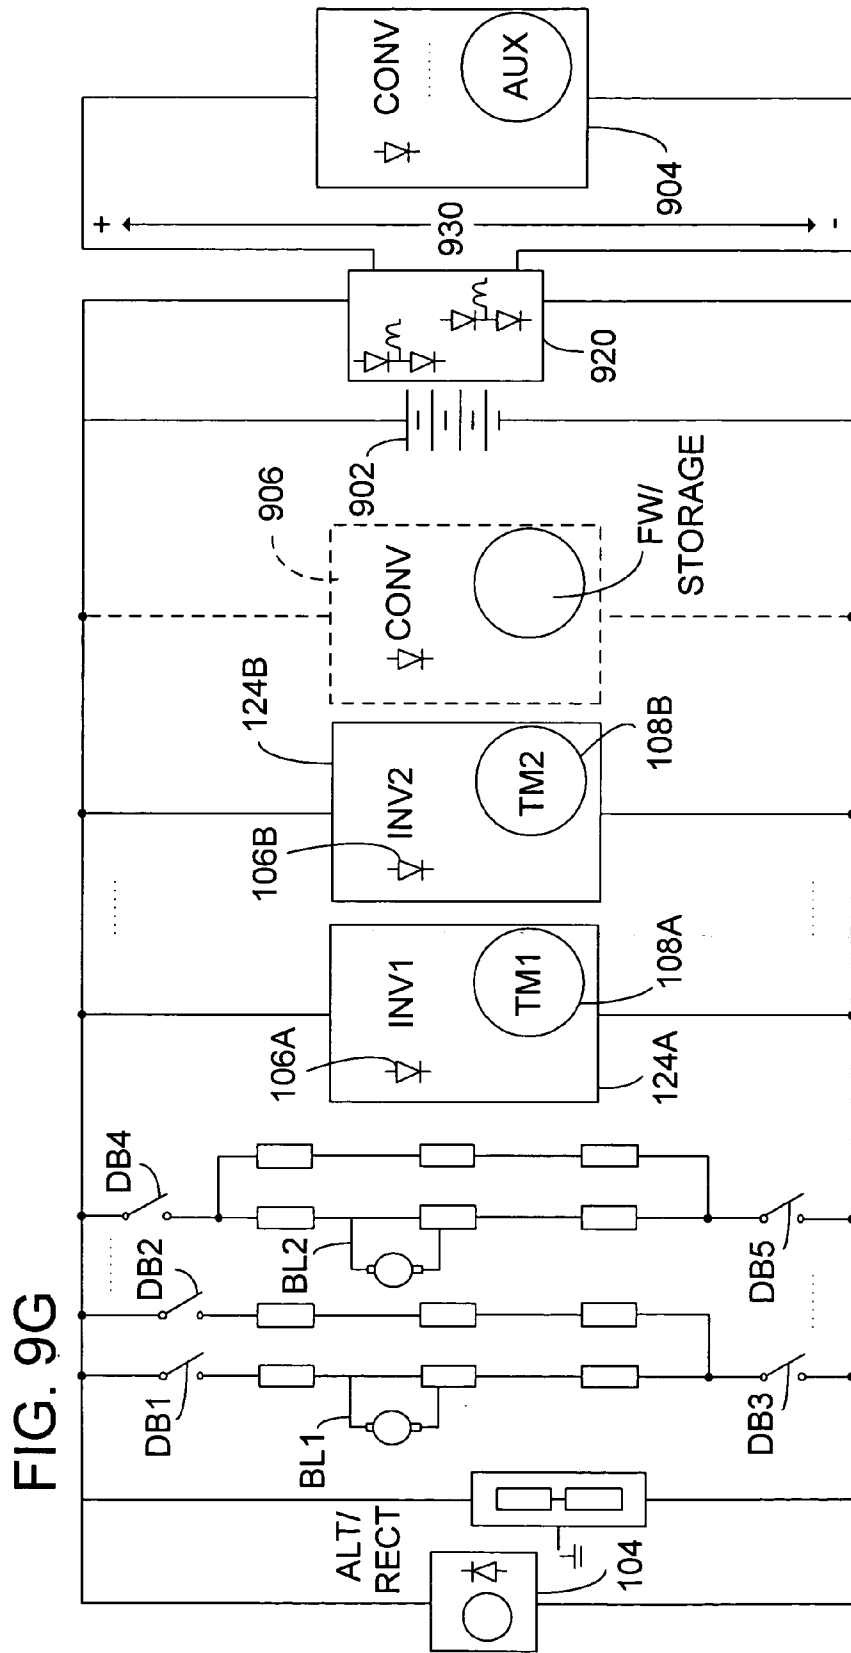 FIG. 9G
ALT/
RECT
104
BL1
DB1
DB2
DB3
BL2
DB4
DB5
106A
INV1
TM1
108A
124A
106B
INV2
TM2
108B
124B
906
CONV
FW/
STORAGE
902
920
+
930
-
CONV
AUX
904